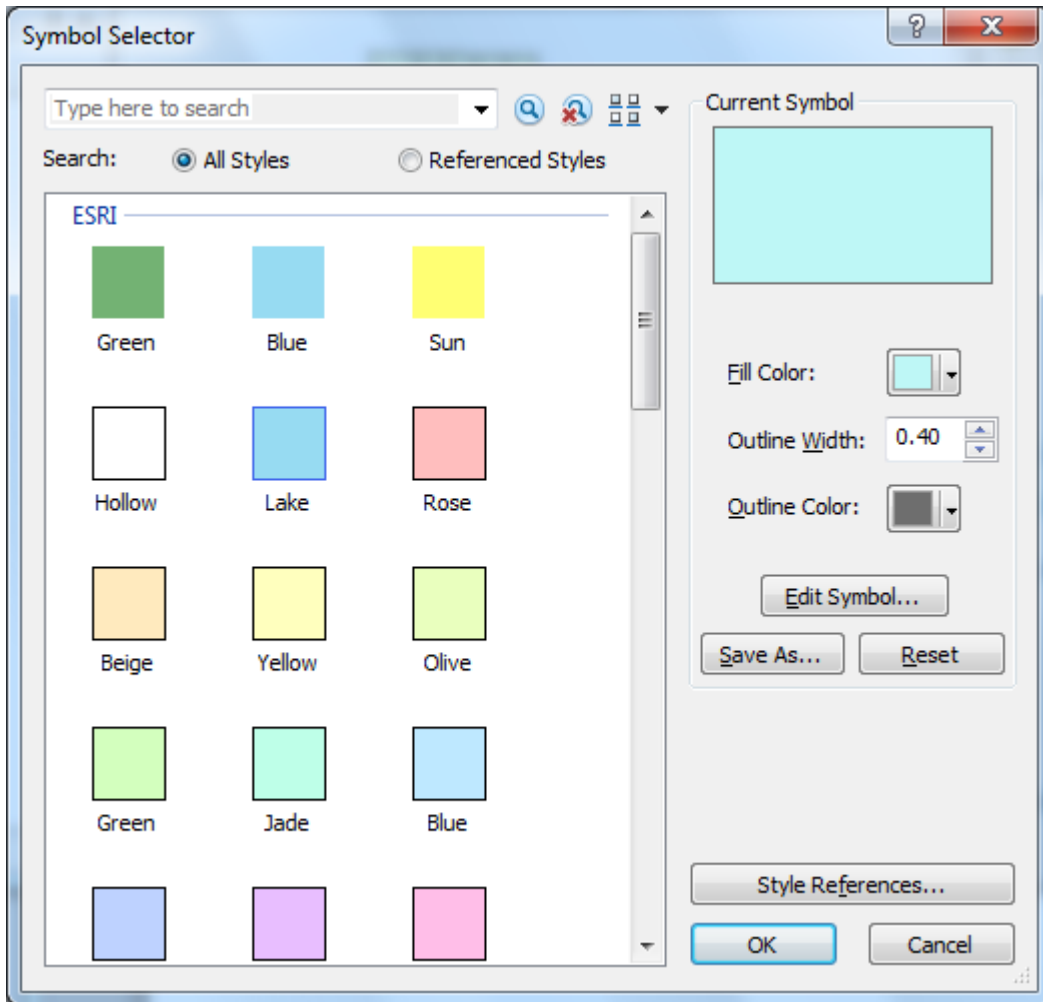 Symbol Selector
Type here to search
Search: All Styles Referenced Styles
ESRI
Green Blue Sun
Hollow Lake Rose
Beige Yellow Olive
Green Jade Blue
Current Symbol
Fill Color:
Outline Width: 0.40
Outline Color:
Edit Symbol...
Save As... Reset
Style References...
OK Cancel